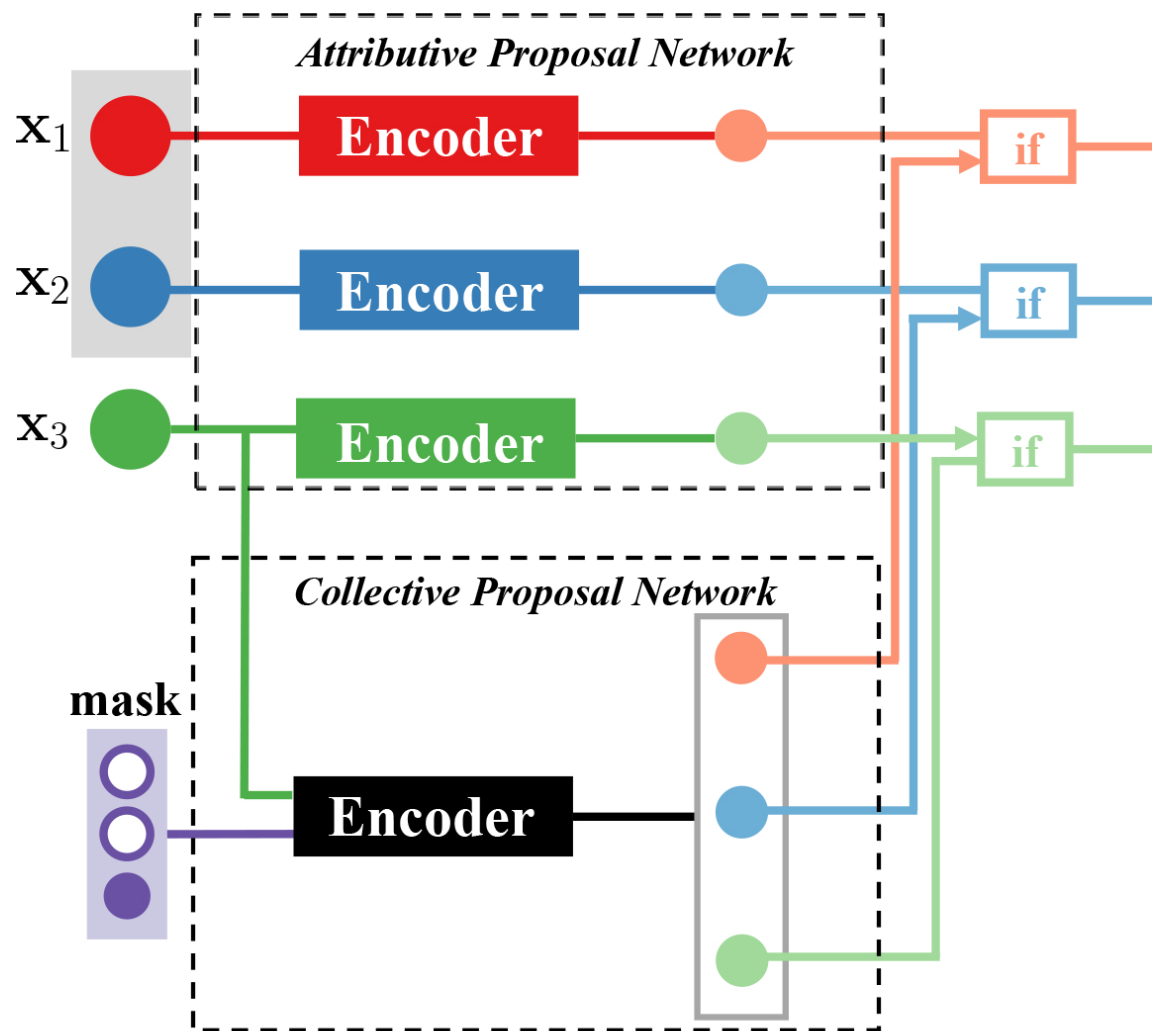 Attributive Proposal Network
x₁
Encoder
if
x₂
Encoder
if
x₃
Encoder
if
Collective Proposal Network
mask
Encoder